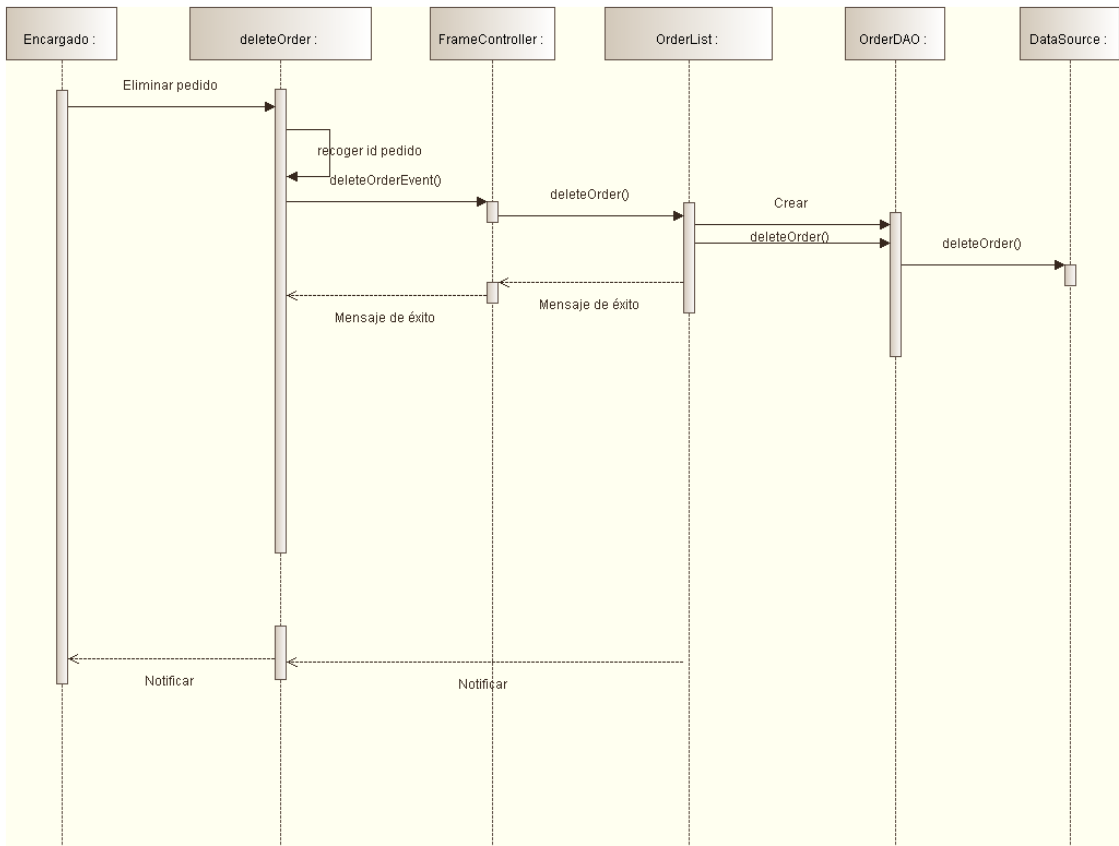 Encargado :
deleteOrder :
FrameController :
OrderList :
OrderDAO :
DataSource :
Eliminar pedido
recoger id pedido
deleteOrderEvent()
deleteOrder()
Crear
deleteOrder()
deleteOrder()
Mensaje de éxito
Mensaje de éxito
Notificar
Notificar